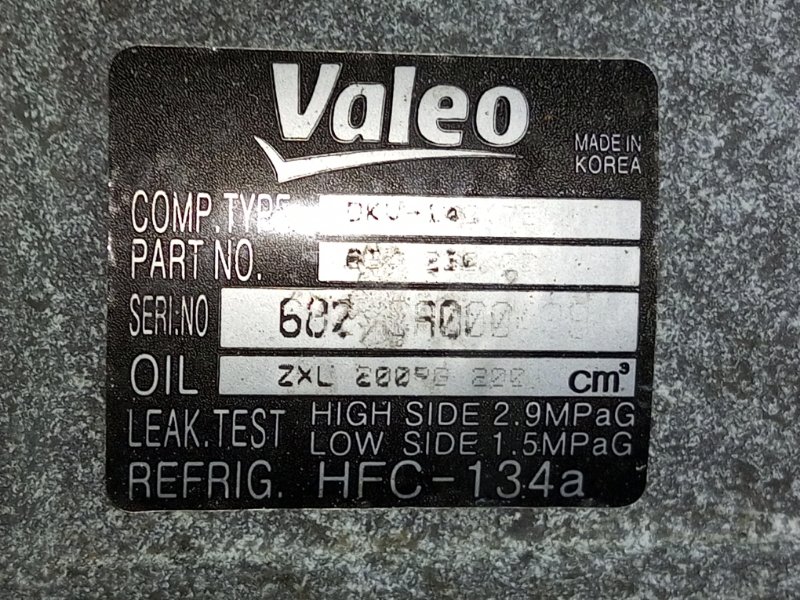 Valeo
MADE IN
KOREA
COMP.TYPE
PART NO.
SERI.NO
OIL ZXL cm³
LEAK.TEST HIGH SIDE 2.9MPaG
LOW SIDE 1.5MPaG
REFRIG. HFC-134a